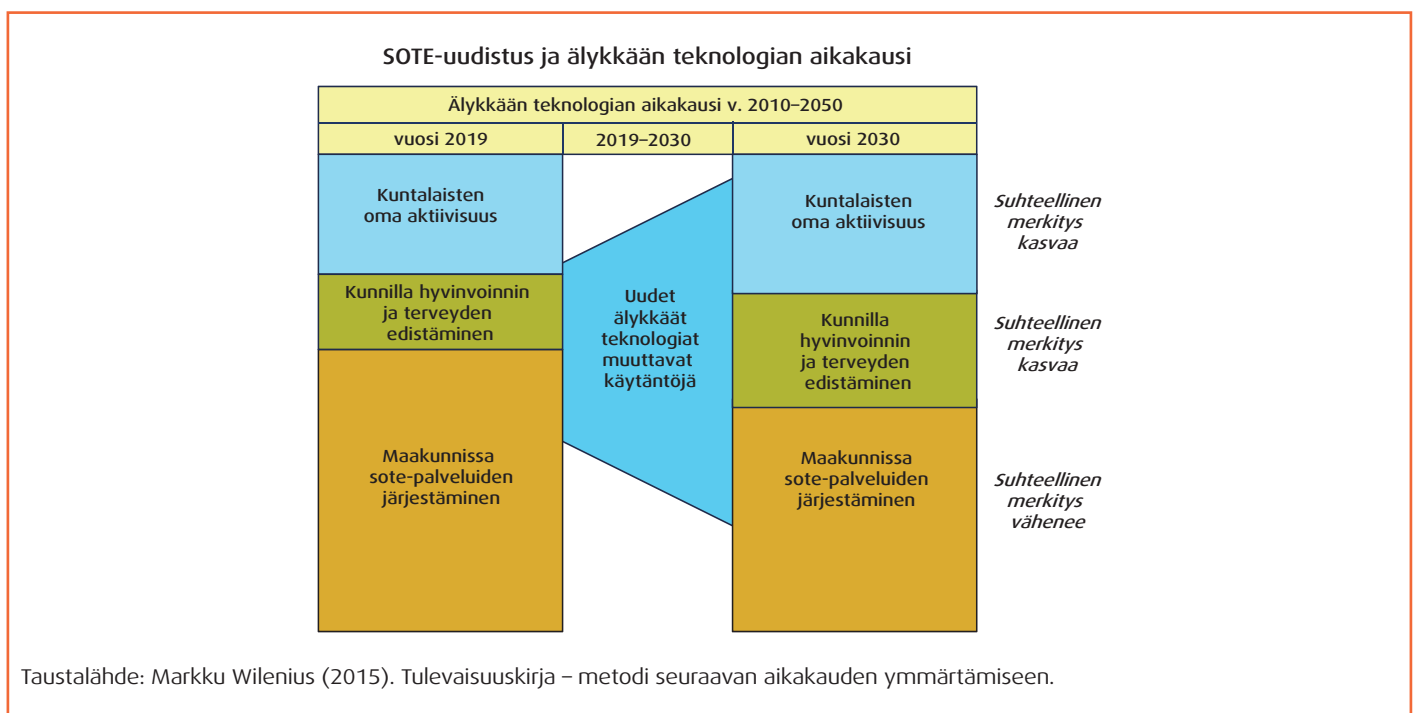 SOTE-uudistus ja älykkään teknologian aikakausi
Älykkään teknologian aikakausi v. 2010–2050
vuosi 2019
2019–2030
vuosi 2030
Kuntalaisten
oma aktiivisuus
Kunnilla hyvinvoinnin
ja terveyden
edistäminen
Maakunnissa
sote-palveluiden
järjestäminen
Uudet
älykkäät
teknologiat
muuttavat
käytäntöjä
Kuntalaisten
oma aktiivisuus
Kunnilla
hyvinvoinnin
ja terveyden
edistäminen
Maakunnissa
sote-palveluiden
järjestäminen
Suhteellinen
merkitys
kasvaa
Suhteellinen
merkitys
kasvaa
Suhteellinen
merkitys
vähenee
Taustalähde: Markku Wilenius (2015). Tulevaisuuskirja – metodi seuraavan aikakauden ymmärtämiseen.